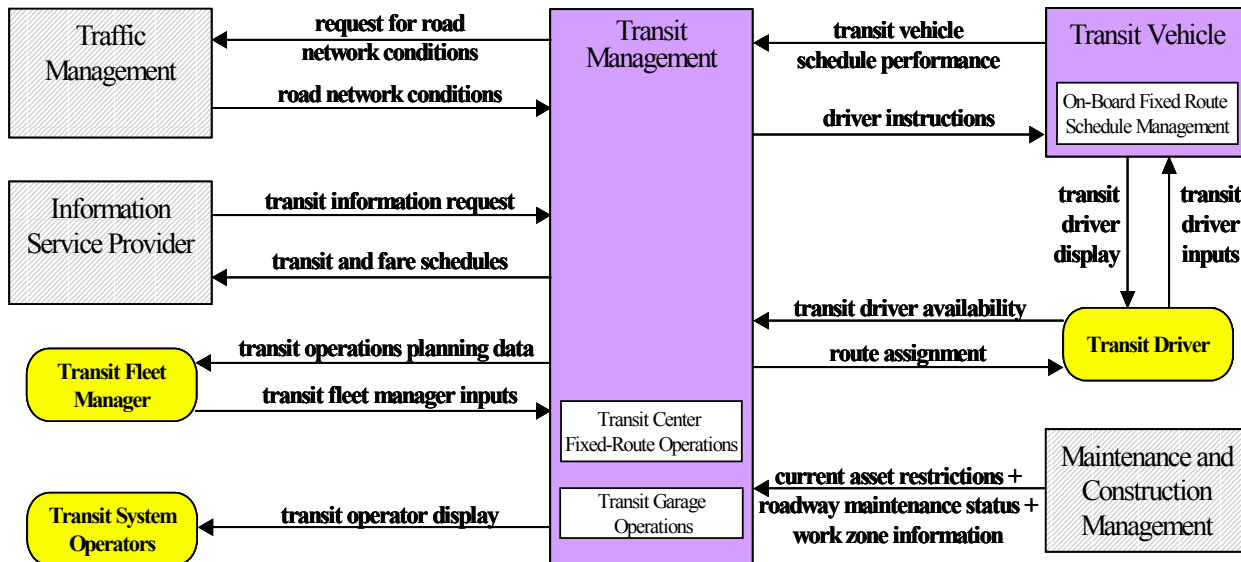 Traffic
Management
request for road
network conditions
road network conditions
Information
Service Provider
transit information request
transit and fare schedules
Transit Fleet
Manager
transit operations planning data
transit fleet manager inputs
Transit System
Operators
transit operator display
Transit
Management
Transit Center
Fixed-Route Operations
Transit Garage
Operations
transit vehicle
schedule performance
driver instructions
Transit Vehicle
On-Board Fixed Route
Schedule Management
transit
driver
display
transit
driver
inputs
transit driver availability
route assignment
Transit Driver
current asset restrictions +
roadway maintenance status +
work zone information
Maintenance and
Construction
Management